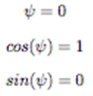 ψ = 0
cos(ψ) = 1
sin(ψ) = 0